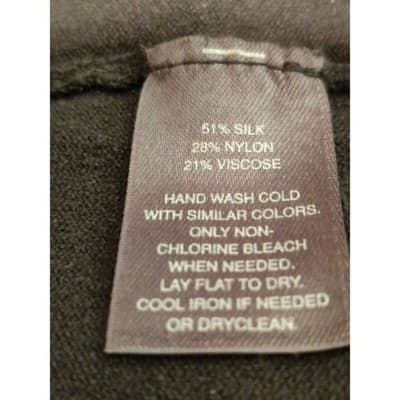 51% SILK
28% NYLON
21% VISCOSE
HAND WASH COLD
WITH SIMILAR COLORS.
ONLY NON-
CHLORINE BLEACH
WHEN NEEDED.
LAY FLAT TO DRY.
COOL IRON IF NEEDED
OR DRYCLEAN.